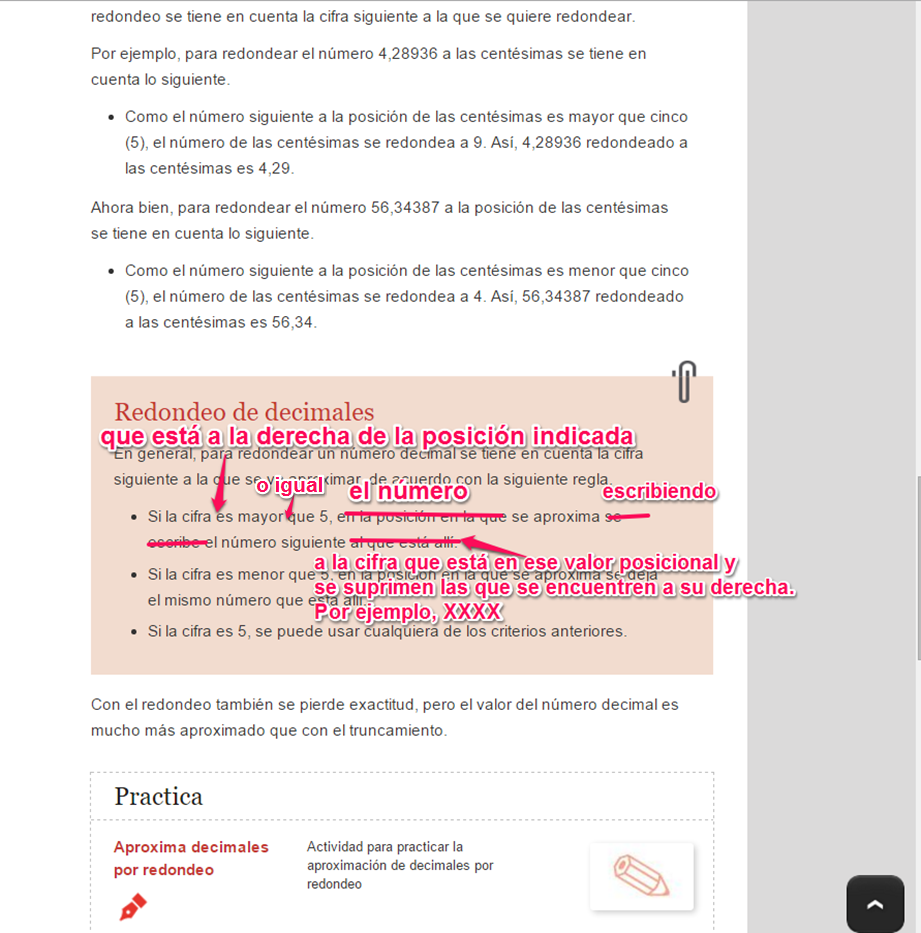 redondeo se tiene en cuenta la cifra siguiente a la que se quiere redondear.
Por ejemplo, para redondear el número 4,28936 a las centésimas se tiene en
cuenta lo siguiente.
• Como el número siguiente a la posición de las centésimas es mayor que cinco
(5), el número de las centésimas se redondea a 9. Así, 4,28936 redondeado a
las centésimas es 4,29.
Ahora bien, para redondear el número 56,34387 a la posición de las centésimas
se tiene en cuenta lo siguiente.
• Como el número siguiente a la posición de las centésimas es menor que cinco
(5), el número de las centésimas se redondea a 4. Así, 56,34387 redondeado
a las centésimas es 56,34.
Redondeo de decimales
que está a la derecha de la posición indicada
En general, para redondear un número decimal se tiene en cuenta la cifra
siguiente a la que se va aproximar, de acuerdo con la siguiente regla.
o igual
el número
escribiendo
• Si la cifra es mayor que 5, en la posición en la que se aproxima se
escribe el número siguiente al que está allí.
a la cifra que está en ese valor posicional y
• Si la cifra es menor que 5, en la posición en la que se aproxima se deja
se suprimen las que se encuentren a su derecha.
el mismo número que está allí.
Por ejemplo, XXXX
• Si la cifra es 5, se puede usar cualquiera de los criterios anteriores.
Con el redondeo también se pierde exactitud, pero el valor del número decimal es
mucho más aproximado que con el truncamiento.
Practica
Aproxima decimales
por redondeo
Actividad para practicar la
aproximación de decimales por
redondeo